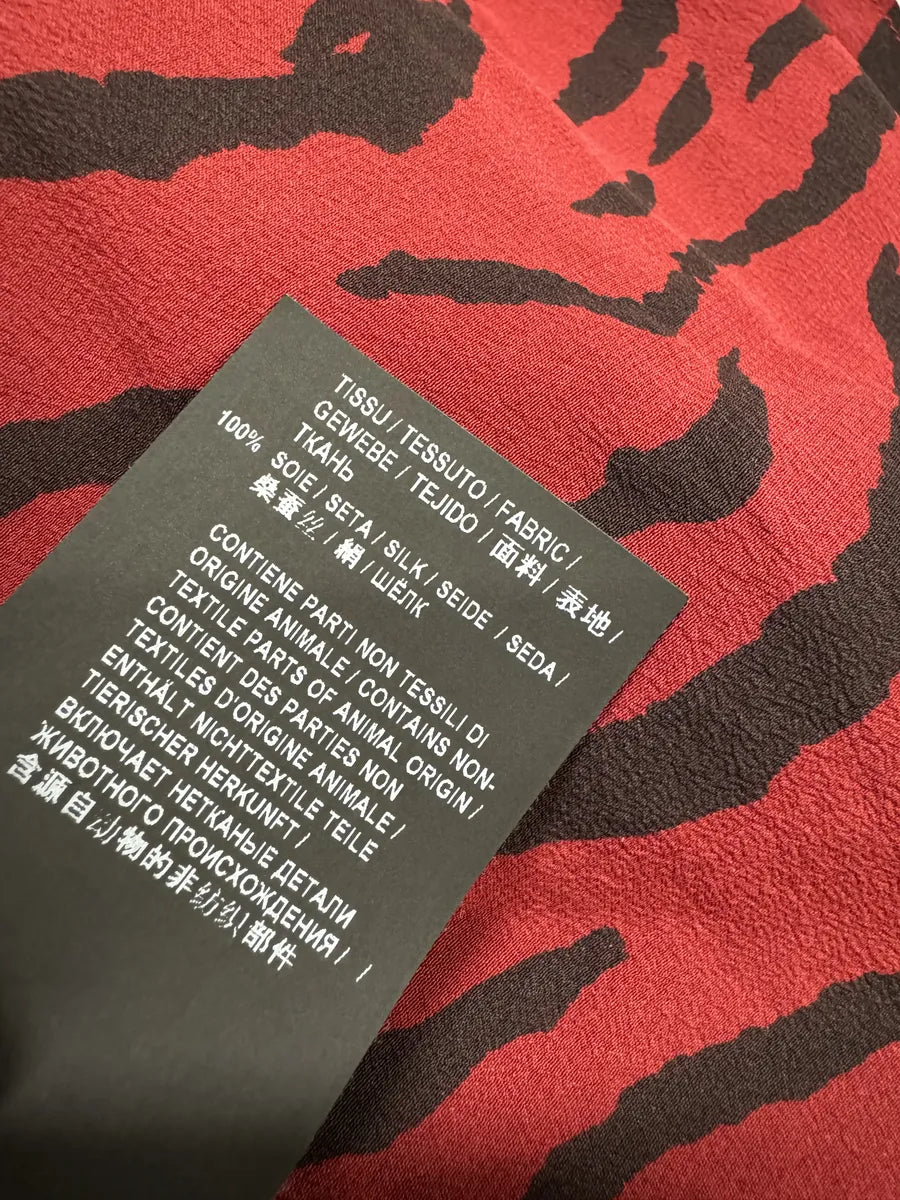 TISSU / TESSUTO / FABRIC /
GEWEBE / TEJIDO / 面料 / 表地 /
ТКАНЬ
100% SOIE / SETA / SILK / SEIDE / SEDA /
桑蚕丝 / 絹 / ШЁЛК
CONTIENE PARTI NON TESSILI DI
ORIGINE ANIMALE / CONTAINS NON-
TEXTILE PARTS OF ANIMAL ORIGIN /
CONTIENT DES PARTIES NON
TEXTILES D'ORIGINE ANIMALE /
ENTHÄLT NICHTTEXTILE TEILE
TIERISCHER HERKUNFT /
ВКЛЮЧАЕТ НЕТКАНЫЕ ДЕТАЛИ
ЖИВОТНОГО ПРОИСХОЖДЕНИЯ / /
含源自动物的非纺织部件